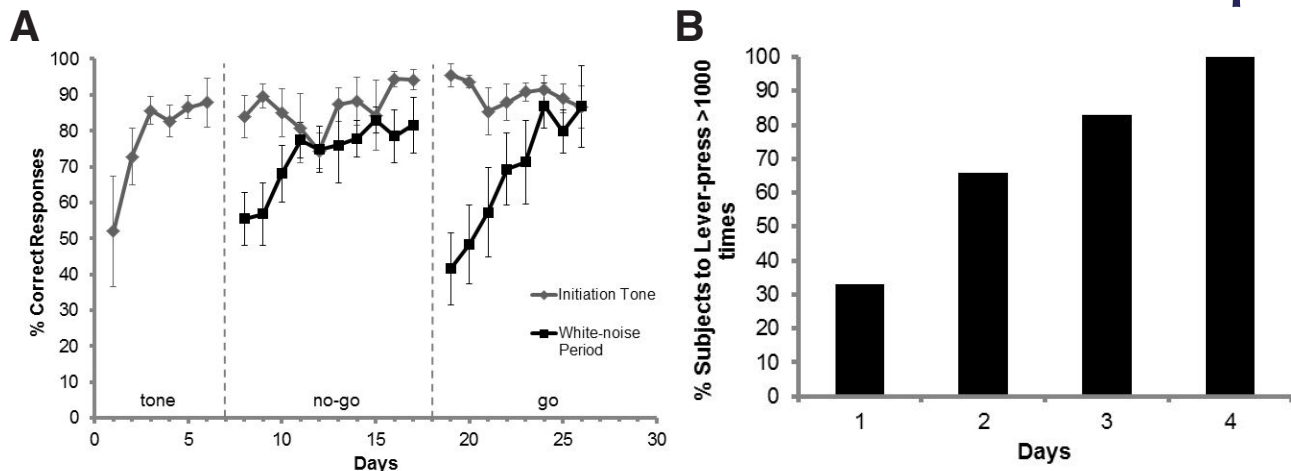 A
% Correct Responses
100
90
80
70
60
50
40
30
20
10
0
tone
no-go
go
Initiation Tone
White-noise
Period
0
5
10
15
20
25
30
Days
B
% Subjects to Lever-press >1000
times
100
90
80
70
60
50
40
30
20
10
0
1
2
3
4
Days